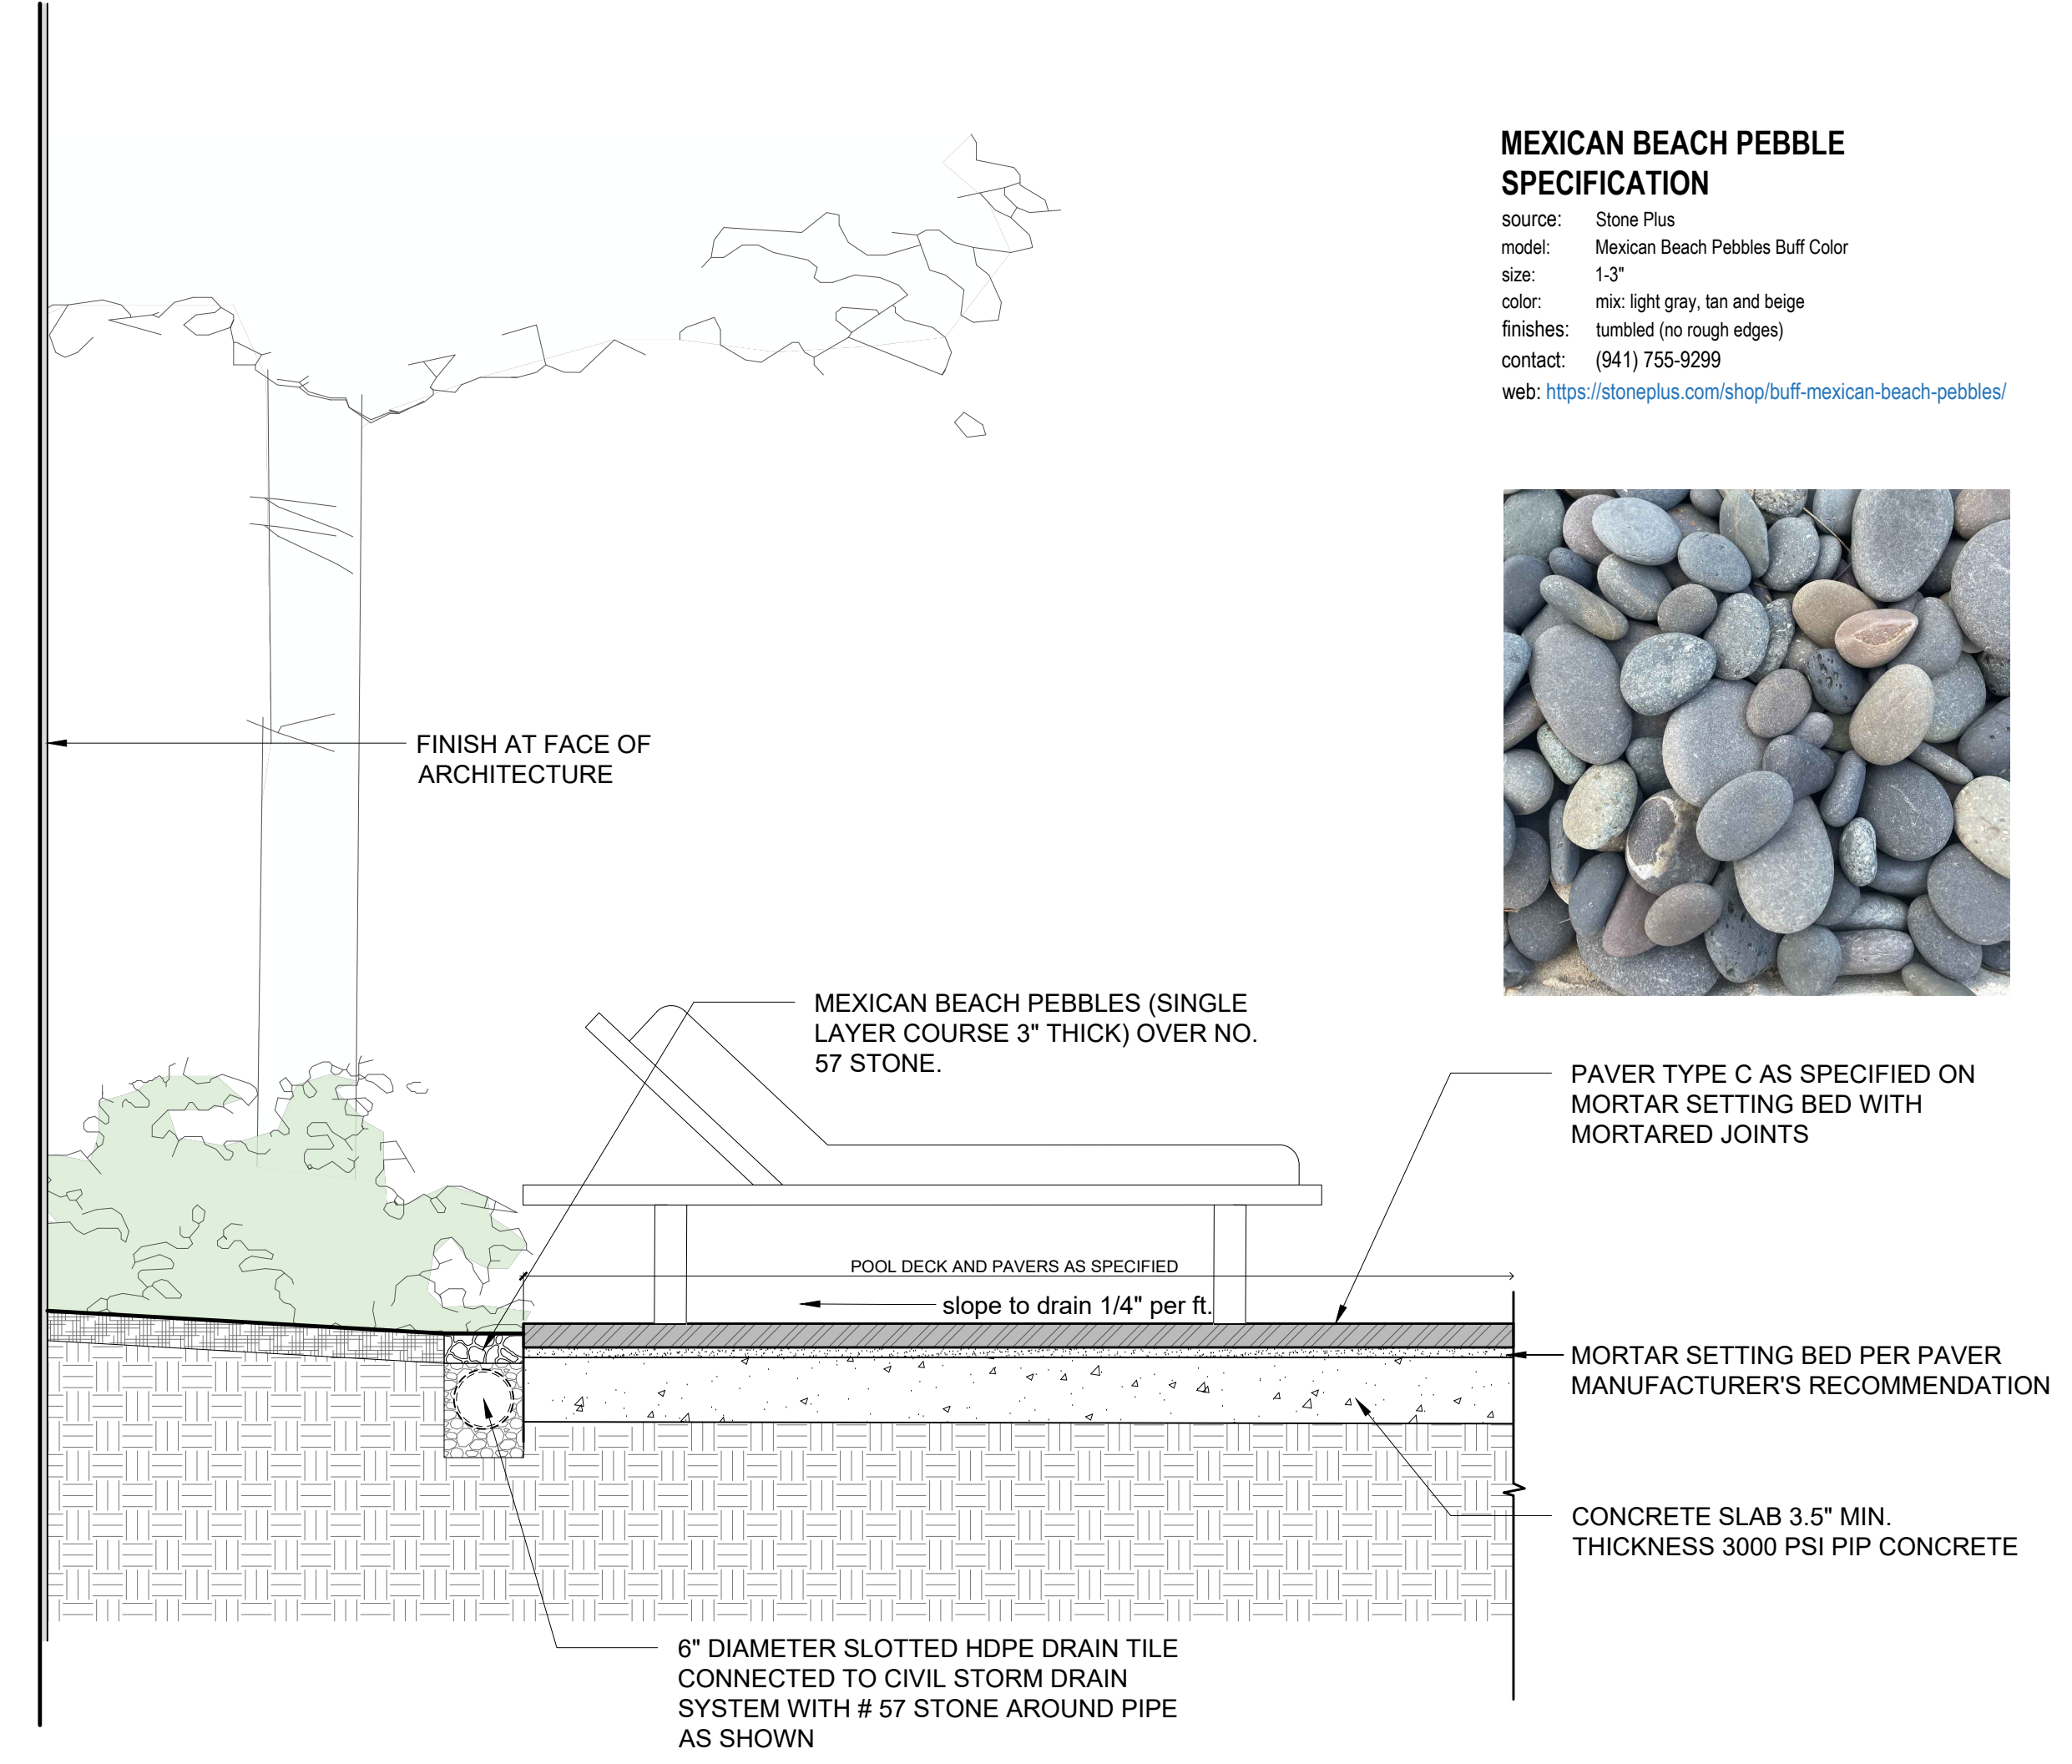 MEXICAN BEACH PEBBLE
SPECIFICATION
source: Stone Plus
model: Mexican Beach Pebbles Buff Color
size: 1-3"
color: mix: light gray, tan and beige
finishes: tumbled (no rough edges)
contact: (941) 755-9299
web: https://stoneplus.com/shop/buff-mexican-beach-pebbles/
FINISH AT FACE OF
ARCHITECTURE
MEXICAN BEACH PEBBLES (SINGLE
LAYER COURSE 3" THICK) OVER NO.
57 STONE.
PAVER TYPE C AS SPECIFIED ON
MORTAR SETTING BED WITH
MORTARED JOINTS
POOL DECK AND PAVERS AS SPECIFIED
slope to drain 1/4" per ft.
MORTAR SETTING BED PER PAVER
MANUFACTURER'S RECOMMENDATION
CONCRETE SLAB 3.5" MIN.
THICKNESS 3000 PSI PIP CONCRETE
6" DIAMETER SLOTTED HDPE DRAIN TILE
CONNECTED TO CIVIL STORM DRAIN
SYSTEM WITH # 57 STONE AROUND PIPE
AS SHOWN